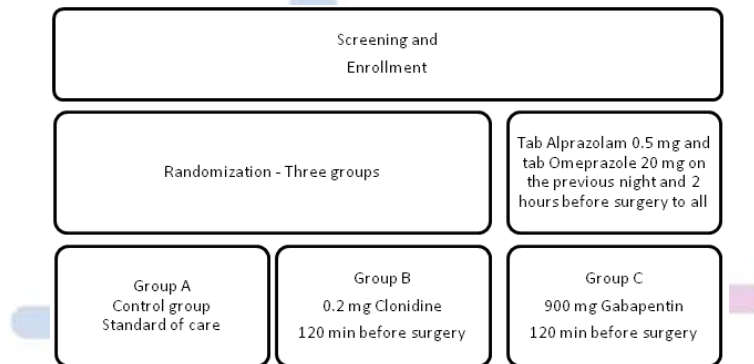 Screening and
Enrollment
Randomization - Three groups
Tab Alprazolam 0.5 mg and
tab Omeprazole 20 mg on
the previous night and 2
hours before surgery to all
Group A
Control group
Standard of care
Group B
0.2 mg Clonidine
120 min before surgery
Group C
900 mg Gabapentin
120 min before surgery